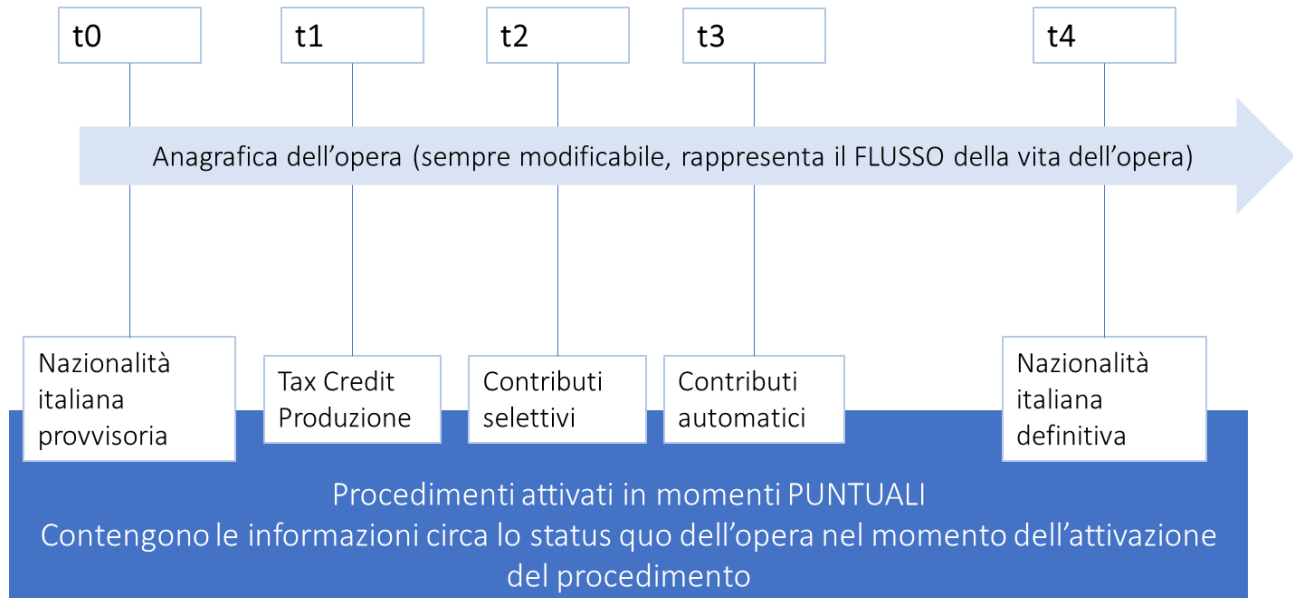 t0
t1
t2
t3
t4
Anagrafica dell’opera (sempre modificabile, rappresenta il FLUSSO della vita dell’opera)
Nazionalità
italiana
provvisoria
Tax Credit
Produzione
Contributi
selettivi
Contributi
automatici
Nazionalità
italiana
definitiva
Procedimenti attivati in momenti PUNTUALI
Contengono le informazioni circa lo status quo dell’opera nel momento dell’attivazione
del procedimento